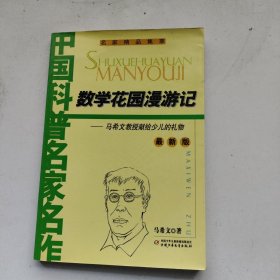 名家精品精萃
SHUXUEHUAYUAN
MANYOUJI
数学花园漫游记
——马希文教授献给少儿的礼物
最新版
中国科普名家名作
MAXIWEN ZHU
马希文 著